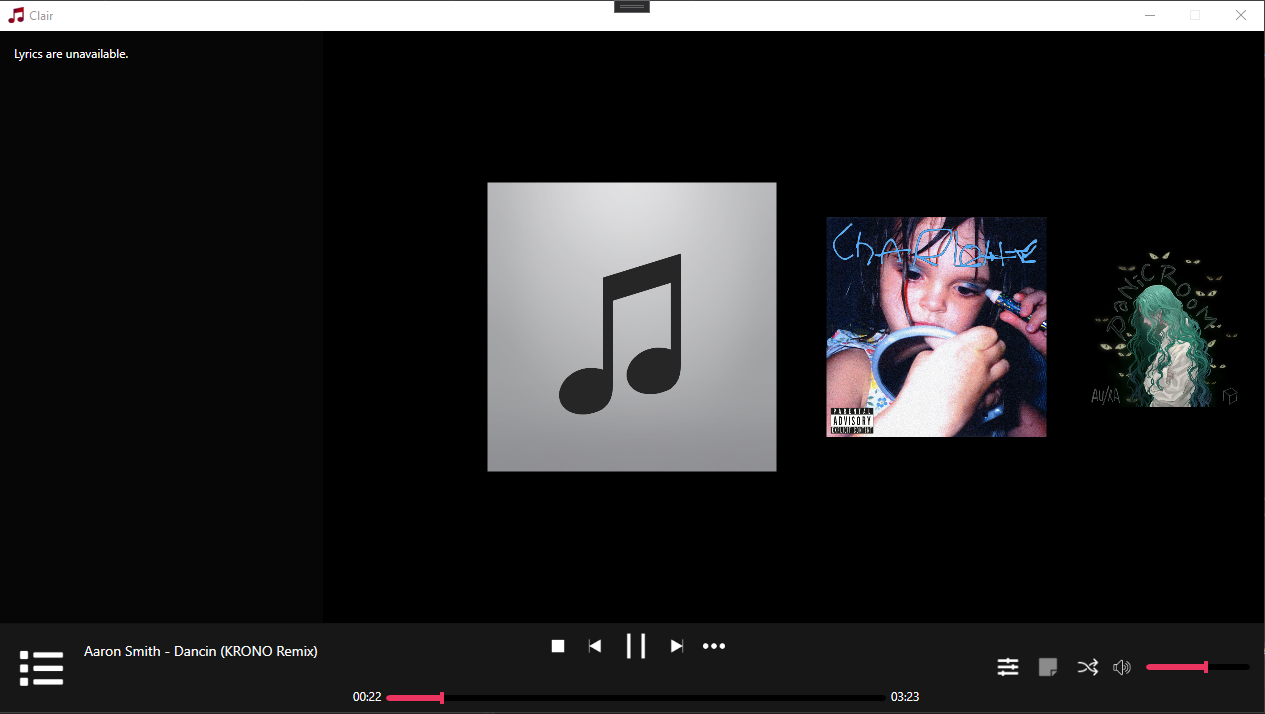 Clair
Lyrics are unavailable.
CHARLOTTE
PARENTAL
ADVISORY
EXPLICIT CONTENT
PANIC ROOM
AU/RA
Aaron Smith - Dancin (KRONO Remix)
00:22
03:23